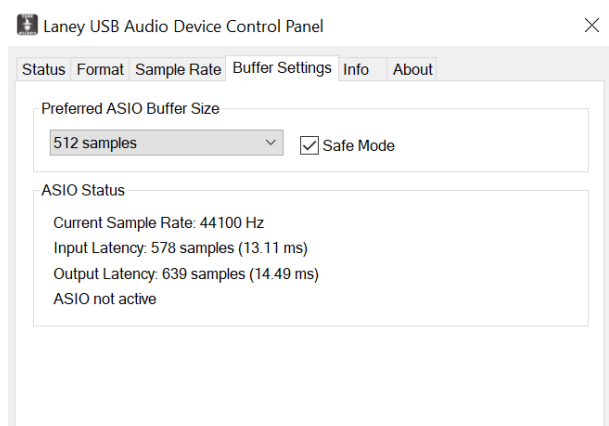 Laney USB Audio Device Control Panel
Status Format Sample Rate Buffer Settings Info About
Preferred ASIO Buffer Size
512 samples Safe Mode
ASIO Status
Current Sample Rate: 44100 Hz
Input Latency: 578 samples (13.11 ms)
Output Latency: 639 samples (14.49 ms)
ASIO not active